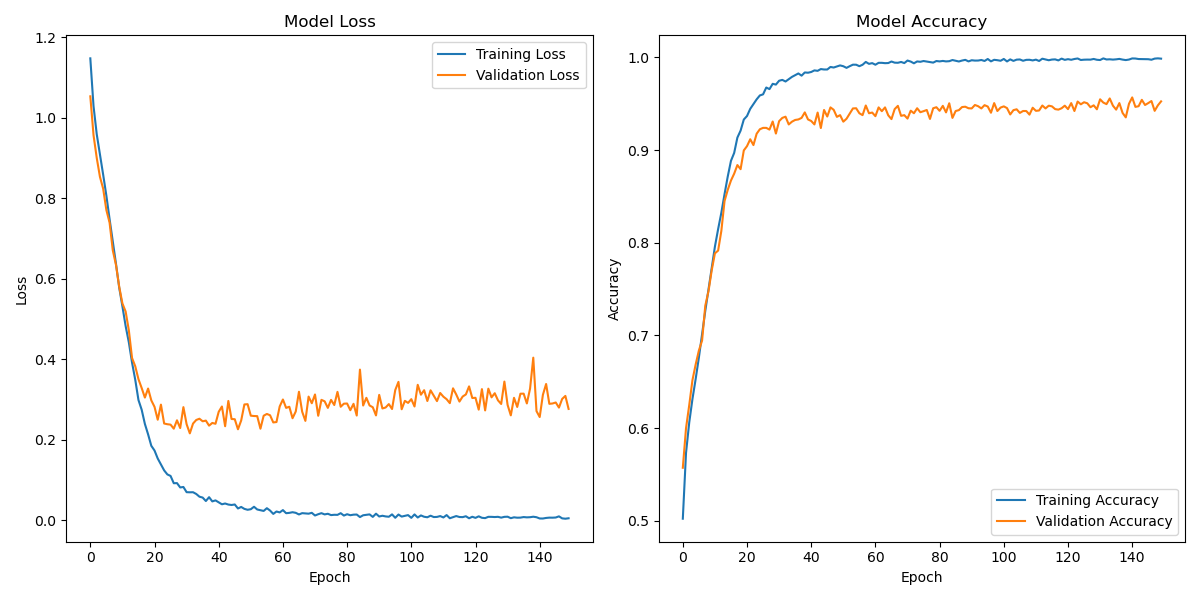 Model Loss
1.2
1.0
0.8
0.6
0.4
0.2
0.0
Loss
0 20 40 60 80 100 120 140
Epoch
Training Loss
Validation Loss
Model Accuracy
1.0
0.9
0.8
0.7
0.6
0.5
Accuracy
0 20 40 60 80 100 120 140
Epoch
Training Accuracy
Validation Accuracy